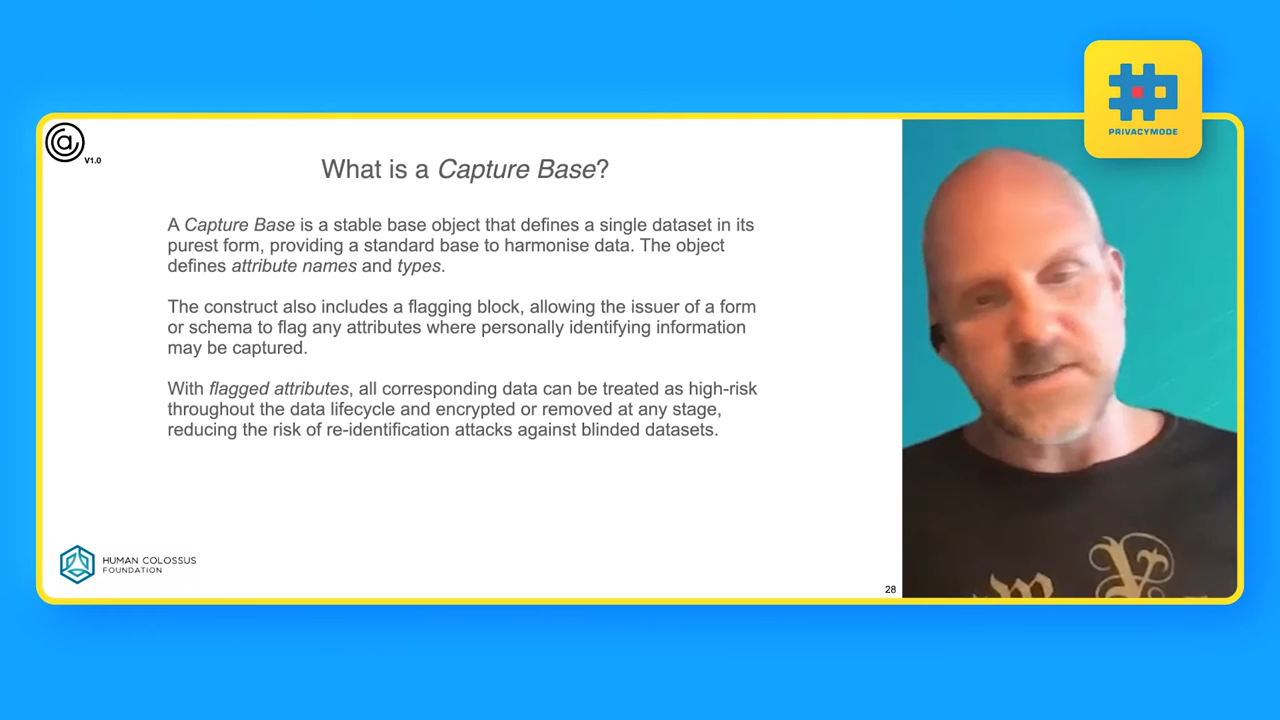 PRIVACYMODE
@
V1.0
What is a Capture Base?
A Capture Base is a stable base object that defines a single dataset in its
purest form, providing a standard base to harmonise data. The object
defines attribute names and types.
The construct also includes a flagging block, allowing the issuer of a form
or schema to flag any attributes where personally identifying information
may be captured.
With flagged attributes, all corresponding data can be treated as high-risk
throughout the data lifecycle and encrypted or removed at any stage,
reducing the risk of re-identification attacks against blinded datasets.
HUMAN COLOSSUS
FOUNDATION
28